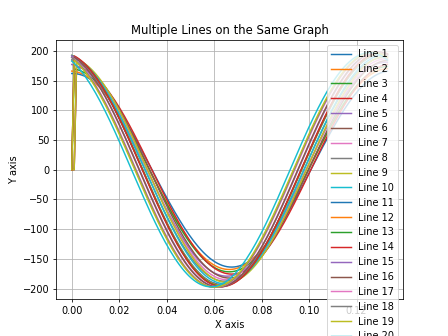 Multiple Lines on the Same Graph
Y axis
200
150
100
50
0
−50
−100
−150
−200
0.00
0.02
0.04
0.06
0.08
0.10
X axis
Line 1
Line 2
Line 3
Line 4
Line 5
Line 6
Line 7
Line 8
Line 9
Line 10
Line 11
Line 12
Line 13
Line 14
Line 15
Line 16
Line 17
Line 18
Line 19
Line 20